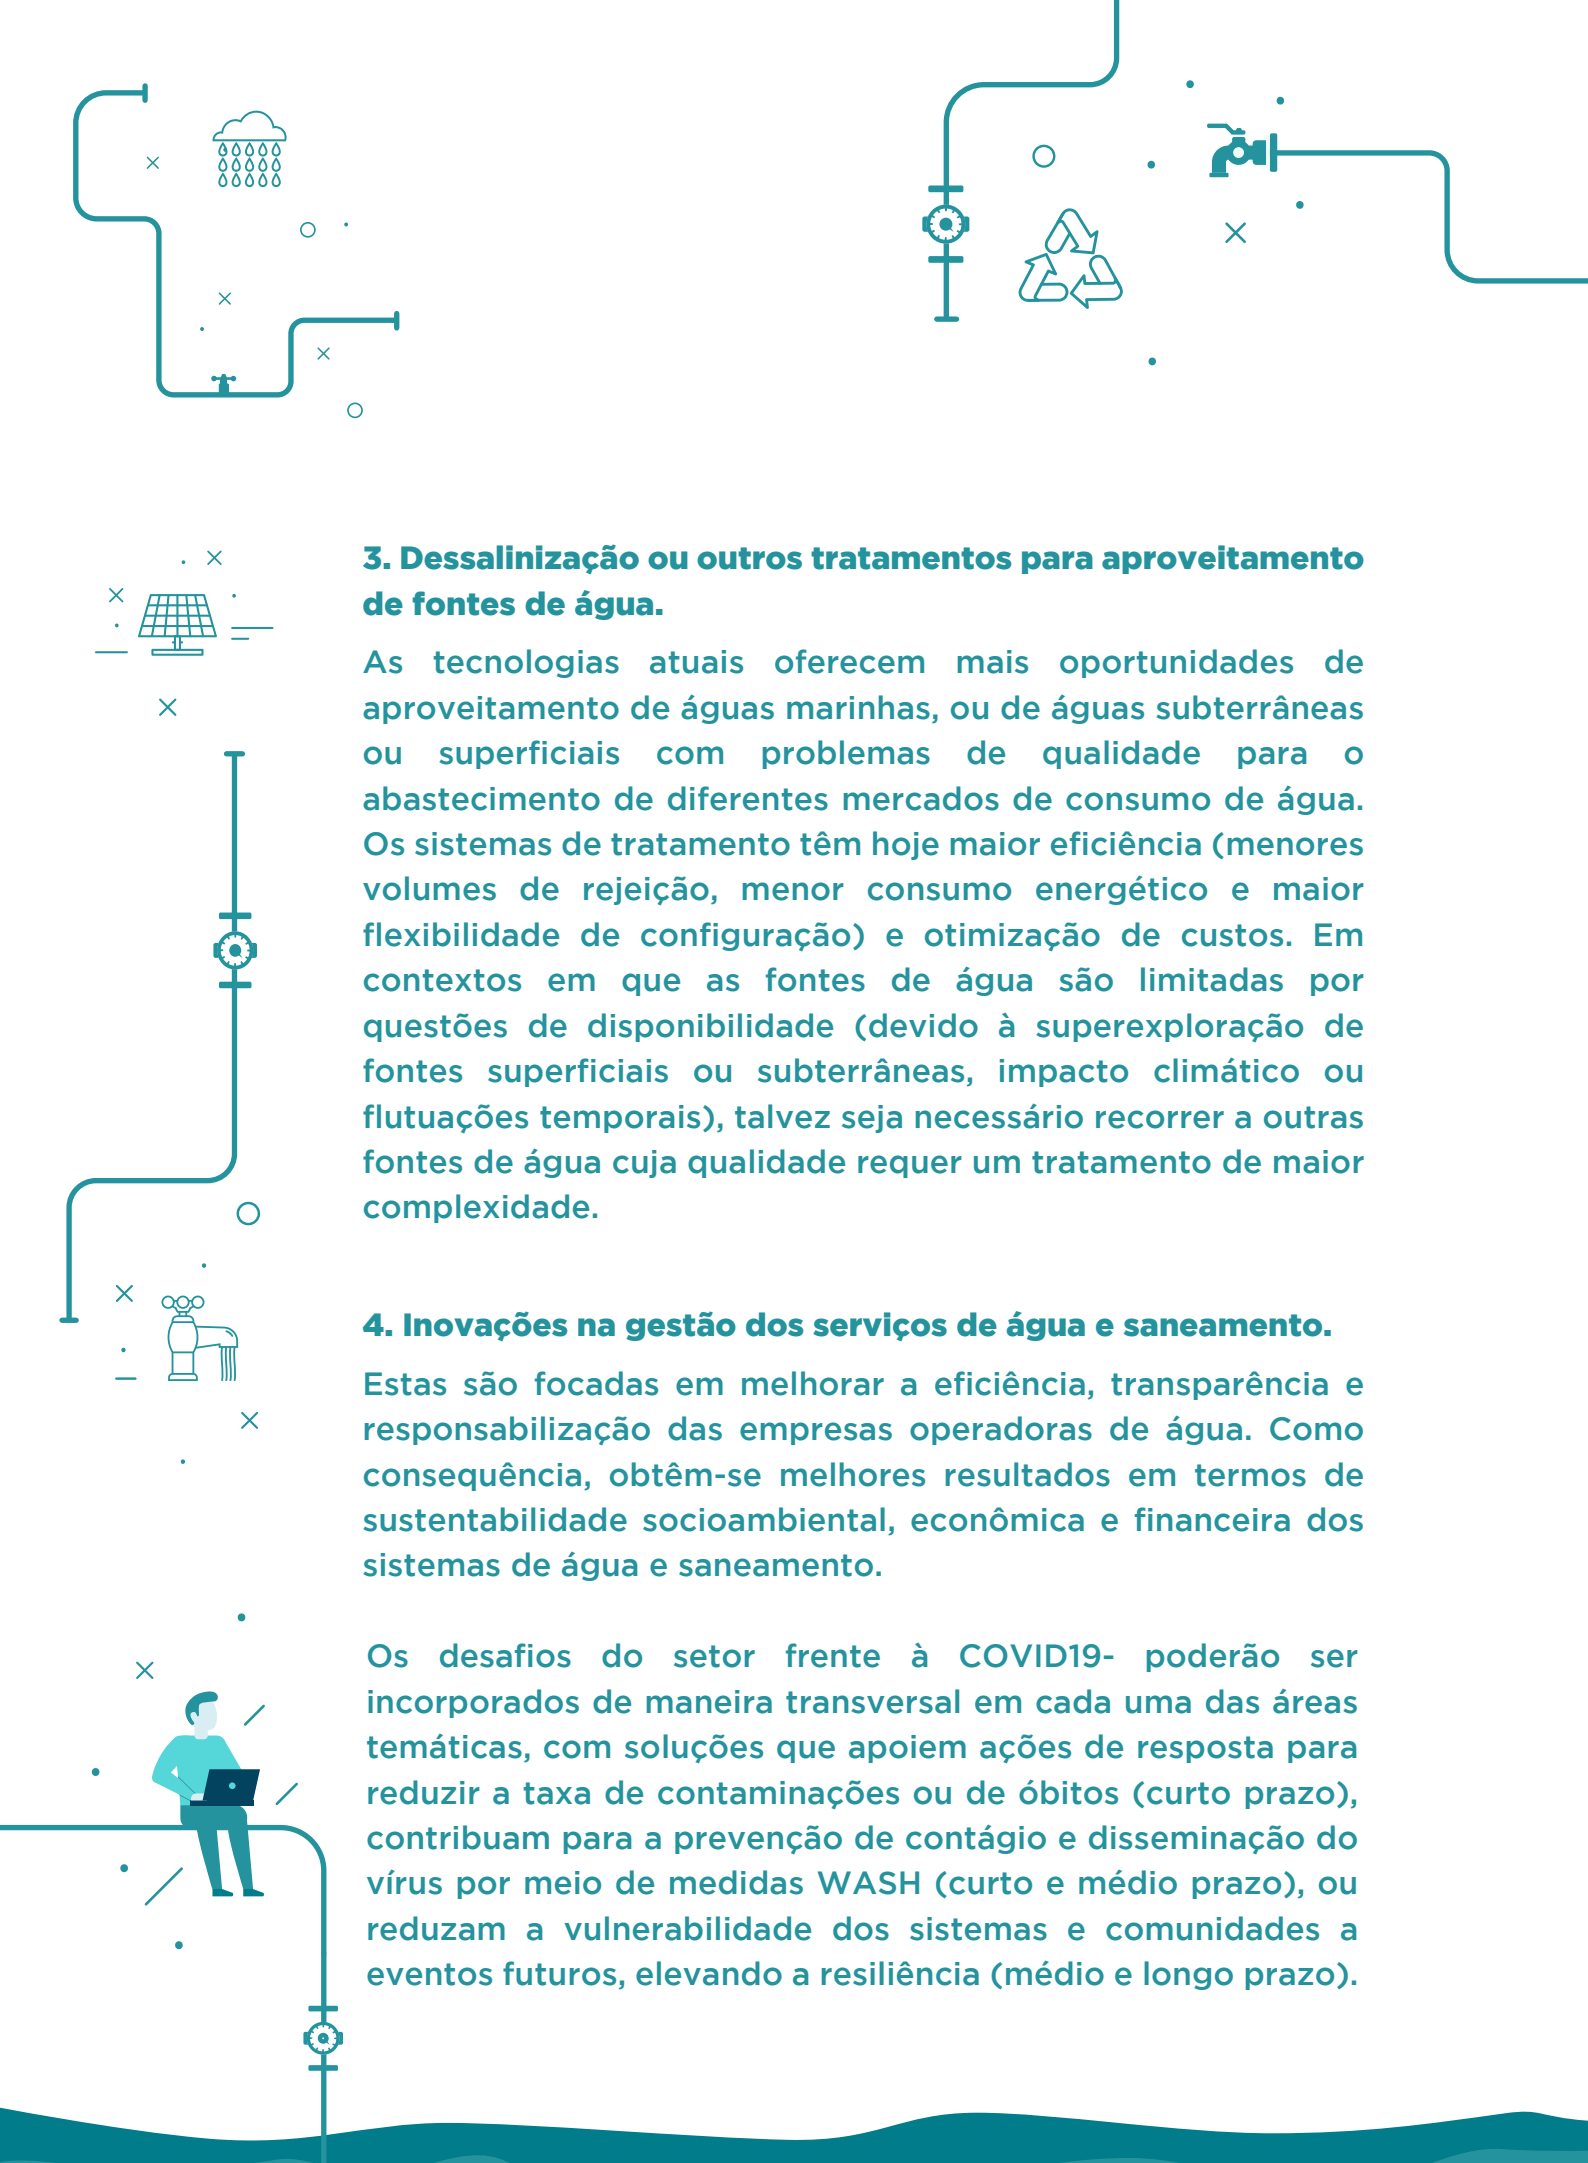 3. Dessalinização ou outros tratamentos para aproveitamento
de fontes de água.
As tecnologias atuais oferecem mais oportunidades de
aproveitamento de águas marinhas, ou de águas subterrâneas
ou superficiais com problemas de qualidade para o
abastecimento de diferentes mercados de consumo de água.
Os sistemas de tratamento têm hoje maior eficiência (menores
volumes de rejeição, menor consumo energético e maior
flexibilidade de configuração) e otimização de custos. Em
contextos em que as fontes de água são limitadas por
questões de disponibilidade (devido à superexploração de
fontes superficiais ou subterrâneas, impacto climático ou
flutuações temporais), talvez seja necessário recorrer a outras
fontes de água cuja qualidade requer um tratamento de maior
complexidade.
4. Inovações na gestão dos serviços de água e saneamento.
Estas são focadas em melhorar a eficiência, transparência e
responsabilização das empresas operadoras de água. Como
consequência, obtêm-se melhores resultados em termos de
sustentabilidade socioambiental, econômica e financeira dos
sistemas de água e saneamento.
Os desafios do setor frente à COVID19- poderão ser
incorporados de maneira transversal em cada uma das áreas
temáticas, com soluções que apoiem ações de resposta para
reduzir a taxa de contaminações ou de óbitos (curto prazo),
contribuam para a prevenção de contágio e disseminação do
vírus por meio de medidas WASH (curto e médio prazo), ou
reduzam a vulnerabilidade dos sistemas e comunidades a
eventos futuros, elevando a resiliência (médio e longo prazo).